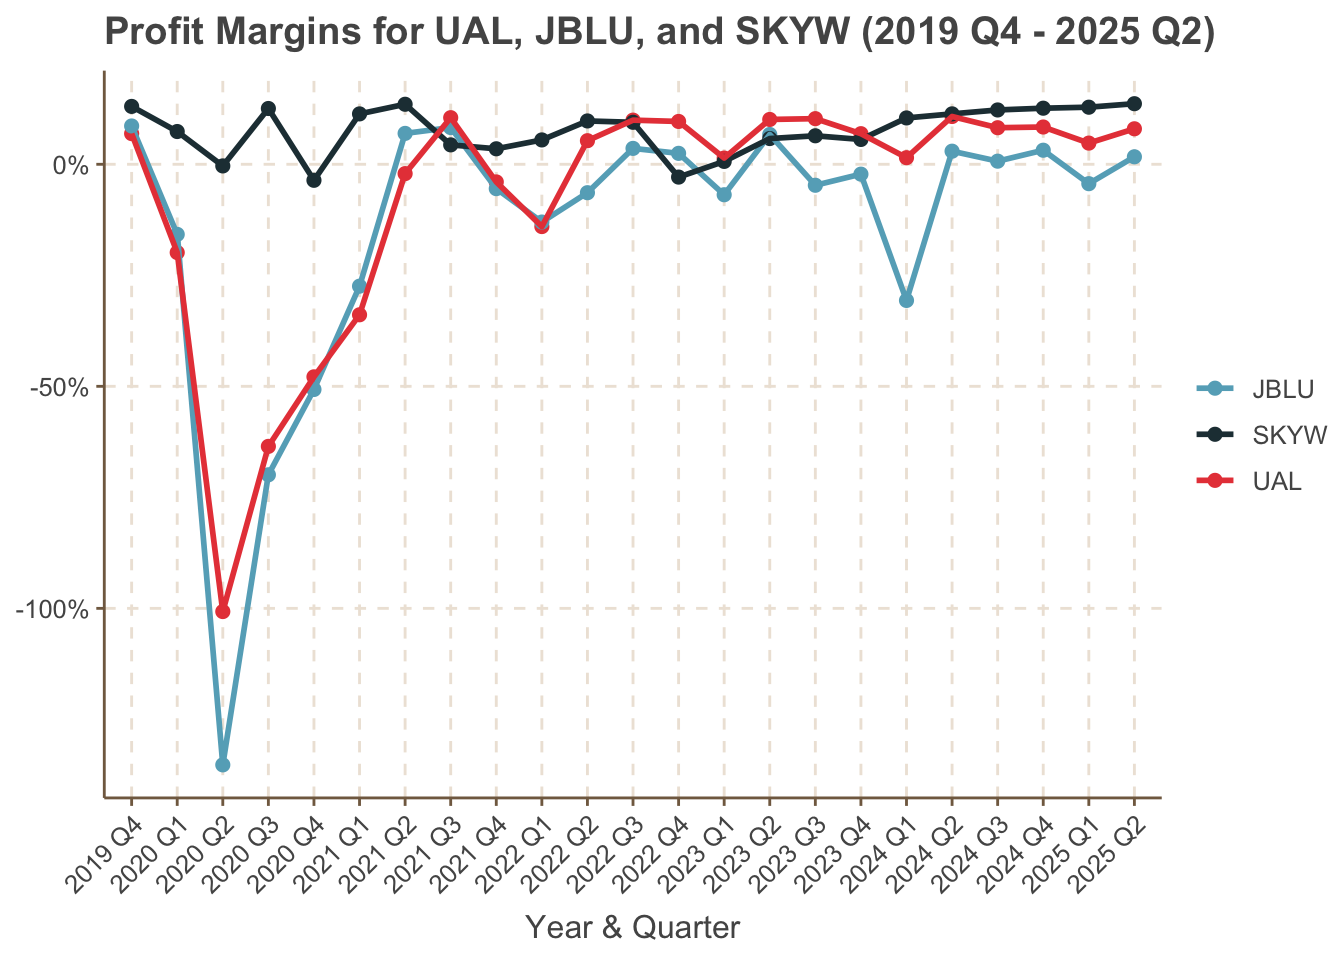 Profit Margins for UAL, JBLU, and SKYW (2019 Q4 - 2025 Q2)
0%
-50%
-100%
JBLU
SKYW
UAL
2019 Q4
2020 Q1
2020 Q2
2020 Q3
2020 Q4
2021 Q1
2021 Q2
2021 Q3
2021 Q4
2022 Q1
2022 Q2
2022 Q3
2022 Q4
2023 Q1
2023 Q2
2023 Q3
2023 Q4
2024 Q1
2024 Q2
2024 Q3
2024 Q4
2025 Q1
2025 Q2
Year & Quarter